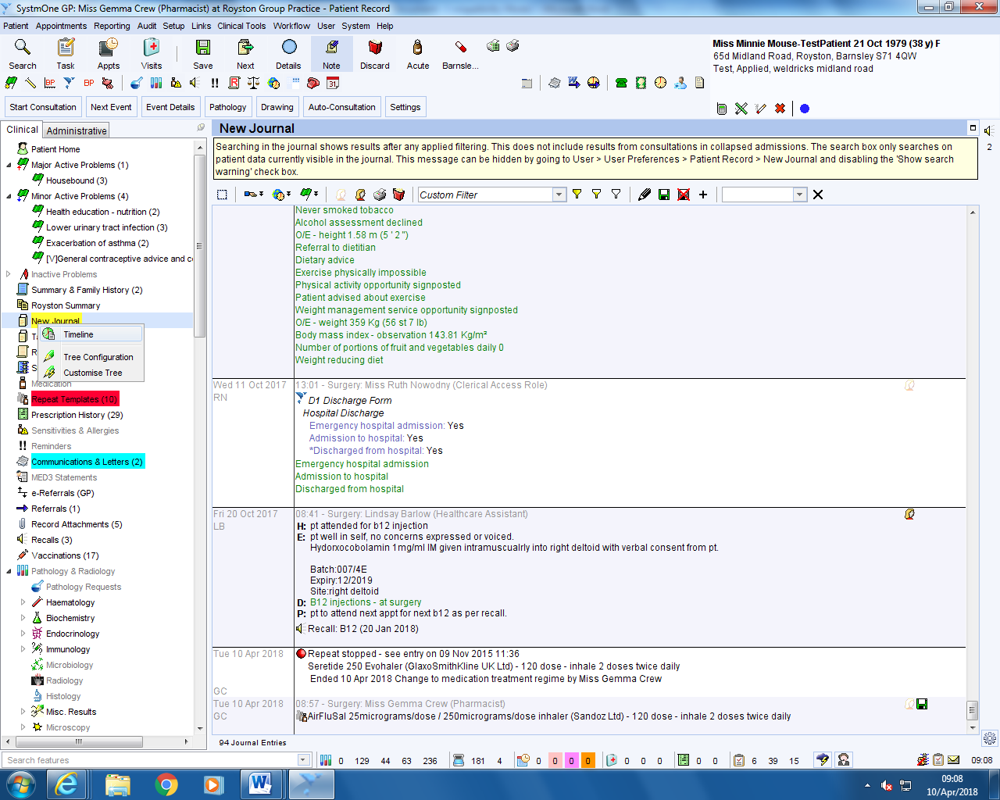 SystmOne GP: Miss Gemma Crew (Pharmacist) at Royston Group Practice - Patient Record
Patient Appointments Reporting Audit Setup Links Clinical Tools Workflow User System Help
Search Task Appts Visits Save Next Details Note Discard Acute Barnsle...
Miss Minnie Mouse-TestPatient 21 Oct 1979 (38 y) F
65d Midland Road, Royston, Barnsley S71 4QW
Test, Applied, weldricks midland road
Start Consultation Next Event Event Details Pathology Drawing Auto-Consultation Settings
Clinical Administrative
Patient Home
Major Active Problems (1)
Housebound (3)
Minor Active Problems (4)
Health education - nutrition (2)
Lower urinary tract infection (3)
Exacerbation of asthma (2)
[V]General contraceptive advice and c
Inactive Problems
Summary & Family History (2)
Royston Summary
New Journal
Timeline
Tree Configuration
Customise Tree
Medication
Repeat Templates (10)
Prescription History (29)
Sensitivities & Allergies
Reminders
Communications & Letters (2)
MED3 Statements
e-Referrals (GP)
Referrals (1)
Record Attachments (5)
Recalls (3)
Vaccinations (17)
Pathology & Radiology
Pathology Requests
Haematology
Biochemistry
Endocrinology
Immunology
Microbiology
Radiology
Histology
Misc. Results
Microscopy
New Journal
Searching in the journal shows results after any applied filtering. This does not include results from consultations in collapsed admissions. The search box only searches on
patient data currently visible in the journal. This message can be hidden by going to User > User Preferences > Patient Record > New Journal and disabling the 'Show search
warning' check box.
2
Custom Filter
Never smoked tobacco
Alcohol assessment declined
O/E - height 1.58 m (5 ' 2 ")
Referral to dietitian
Dietary advice
Exercise physically impossible
Physical activity opportunity signposted
Patient advised about exercise
Weight management service opportunity signposted
O/E - weight 359 Kg (56 st 7 lb)
Body mass index - observation 143.81 Kg/m²
Number of portions of fruit and vegetables daily 0
Weight reducing diet
Wed 11 Oct 2017 13:01 - Surgery: Miss Ruth Nowodny (Clerical Access Role)
RN D1 Discharge Form
Hospital Discharge
Emergency hospital admission: Yes
Admission to hospital: Yes
*Discharged from hospital: Yes
Emergency hospital admission
Admission to hospital
Discharged from hospital
Fri 20 Oct 2017 08:41 - Surgery: Lindsay Barlow (Healthcare Assistant)
LB H: pt attended for b12 injection
E: pt well in self, no concerns expressed or voiced.
Hydorxocobolamin 1mg/ml IM given intramuscualrly into right deltoid with verbal consent from pt.
Batch:007/4E
Expiry:12/2019
Site:right deltoid
D: B12 injections - at surgery
P: pt to attend next appt for next b12 as per recall.
Recall: B12 (20 Jan 2018)
Tue 10 Apr 2018 Repeat stopped - see entry on 09 Nov 2015 11:36
Seretide 250 Evohaler (GlaxoSmithKline UK Ltd) - 120 dose - inhale 2 doses twice daily
Ended 10 Apr 2018 Change to medication treatment regime by Miss Gemma Crew
GC
Tue 10 Apr 2018 08:57 - Surgery: Miss Gemma Crew (Pharmacist)
GC AirFluSal 25micrograms/dose / 250micrograms/dose inhaler (Sandoz Ltd) - 120 dose - inhale 2 doses twice daily
94 Journal Entries
Search features 0 129 44 63 236 181 4 0 0 0 0 0 0 0 0 0 6 39 15 09:08
09:08
10/Apr/2018